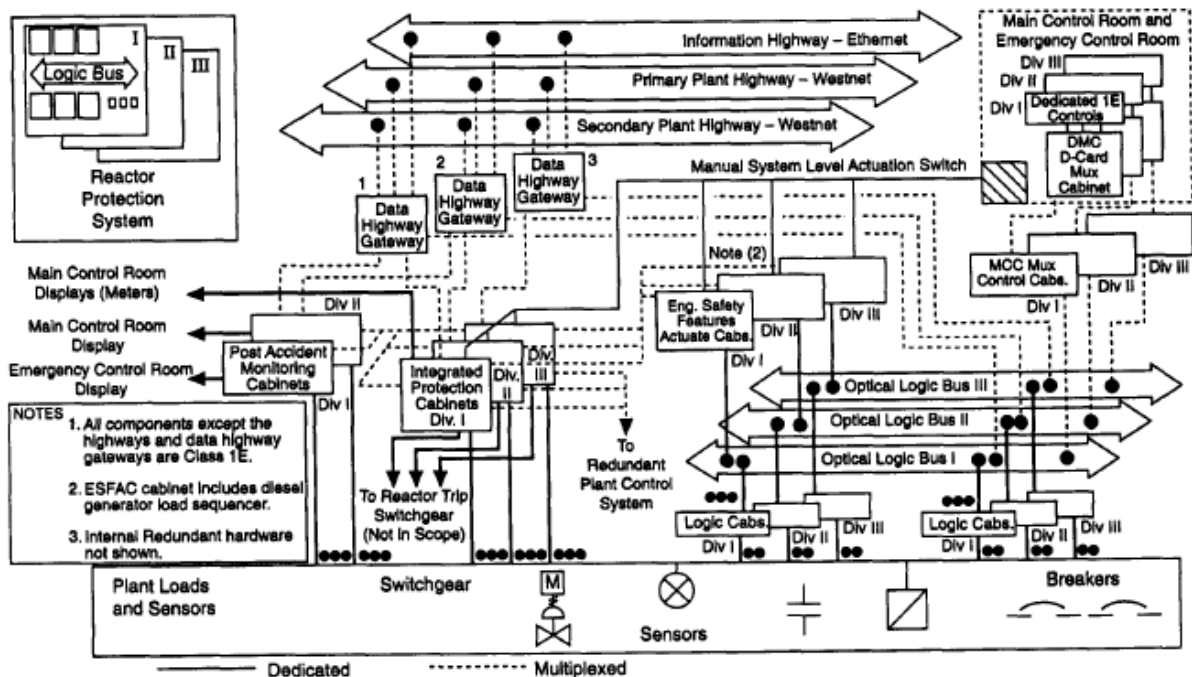 I
II
III
Logic Bus
Reactor
Protection
System
Information Highway – Ethernet
Primary Plant Highway – Westnet
Secondary Plant Highway – Westnet
Main Control Room and
Emergency Control Room
Div III
Div II
Div I
Dedicated 1E
Controls
DMC
D-Card
Mux
Cabinet
1
Data
Highway
Gateway
2
Data
Highway
Gateway
3
Data
Highway
Gateway
Manual System Level Actuation Switch
Main Control Room
Displays (Meters)
Main Control Room
Display
Emergency Control Room
Display
Div II
Post Accident
Monitoring
Cabinets
Div I
Integrated
Protection
Cabinets
Div. I
Div.
II
Div.
III
Note (2)
Eng. Safety
Features
Actuate Cabs.
Div I
Div II
Div III
MCC Mux
Control Cabs.
Div I
Div II
Div III
Optical Logic Bus III
Optical Logic Bus II
Optical Logic Bus I
NOTES
1. All components except the
highways and data highway
gateways are Class 1E.
2. ESFAC cabinet includes diesel
generator load sequencer.
3. Internal Redundant hardware
not shown.
To Reactor Trip
Switchgear
(Not In Scope)
To
Redundant
Plant Control
System
Logic Cabs.
Div I
Div II
Div III
Logic Cabs.
Div I
Div II
Div III
Plant Loads
and Sensors
Switchgear
M
Sensors
Breakers
Dedicated
Multiplexed